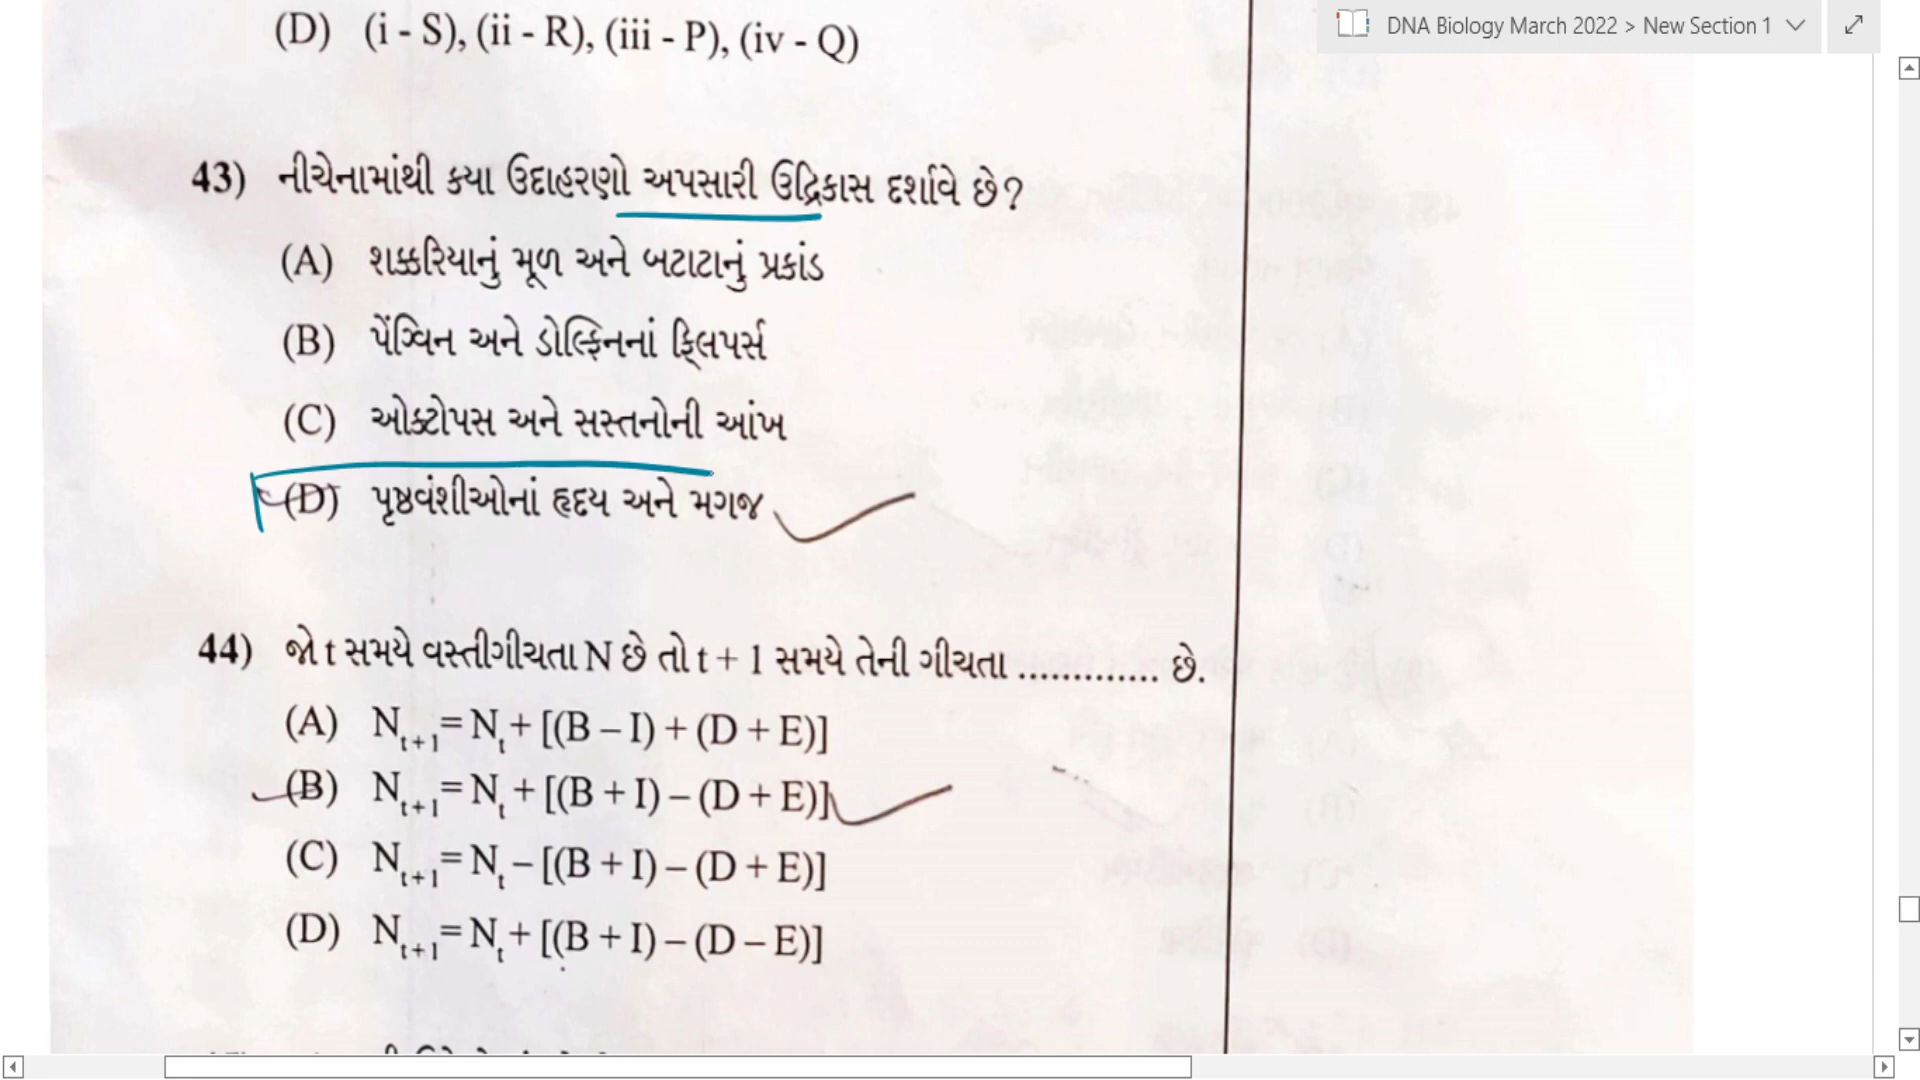 DNA Biology March 2022 > New Section 1
(D) (i - S), (ii - R), (iii - P), (iv - Q)
43) નીચેનામાંથી ક્યા ઉદાહરણો અપસારી ઉદ્વિકાસ દર્શાવે છે?
(A) શક્કરિયાનું મૂળ અને બટાટાનું પ્રકાંડ
(B) પેંગ્વિન અને ડોલ્ફિનનાં ફ્લિપર્સ
(C) ઓક્ટોપસ અને સસ્તનોની આંખ
(D) પૃષ્ઠવંશીઓનાં હૃદય અને મગજ
44) જો t સમયે વસ્તીગીચતા N છે તો t + 1 સમયે તેની ગીચતા ............. છે.
(A) Nₜ₊₁ = Nₜ + [(B – I) + (D + E)]
(B) Nₜ₊₁ = Nₜ + [(B + I) – (D + E)]
(C) Nₜ₊₁ = Nₜ – [(B + I) – (D + E)]
(D) Nₜ₊₁ = Nₜ + [(B + I) – (D – E)]